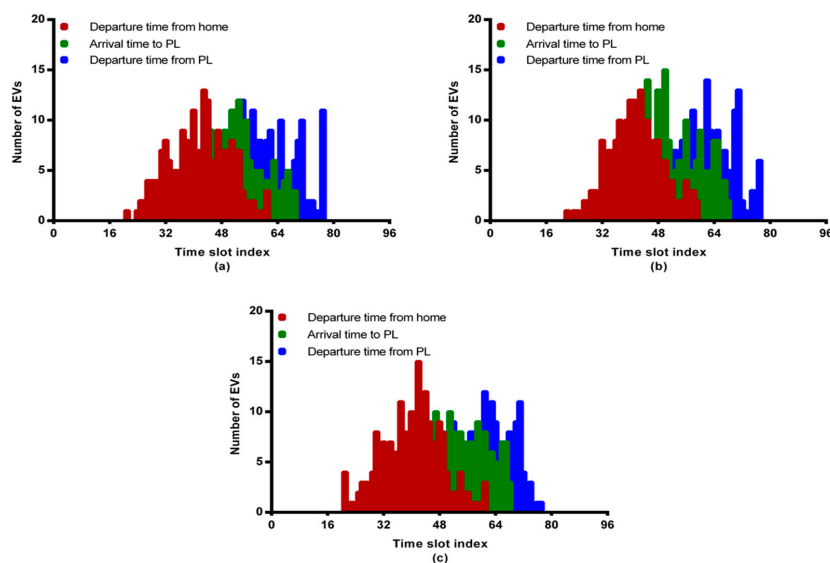 20
15
10
5
0
Number of EVs
Departure time from home
Arrival time to PL
Departure time from PL
0 16 32 48 64 80 96
Time slot index
(a)
20
15
10
5
0
Number of EVs
Departure time from home
Arrival time to PL
Departure time from PL
0 16 32 48 64 80 96
Time slot index
(b)
20
15
10
5
0
Number of EVs
Departure time from home
Arrival time to PL
Departure time from PL
0 16 32 48 64 80 96
Time slot index
(c)